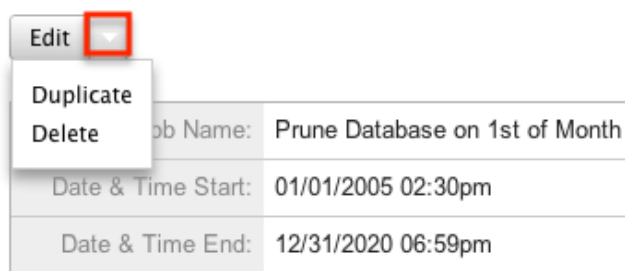 Edit
Duplicate
Delete
ob Name: Prune Database on 1st of Month
Date & Time Start: 01/01/2005 02:30pm
Date & Time End: 12/31/2020 06:59pm